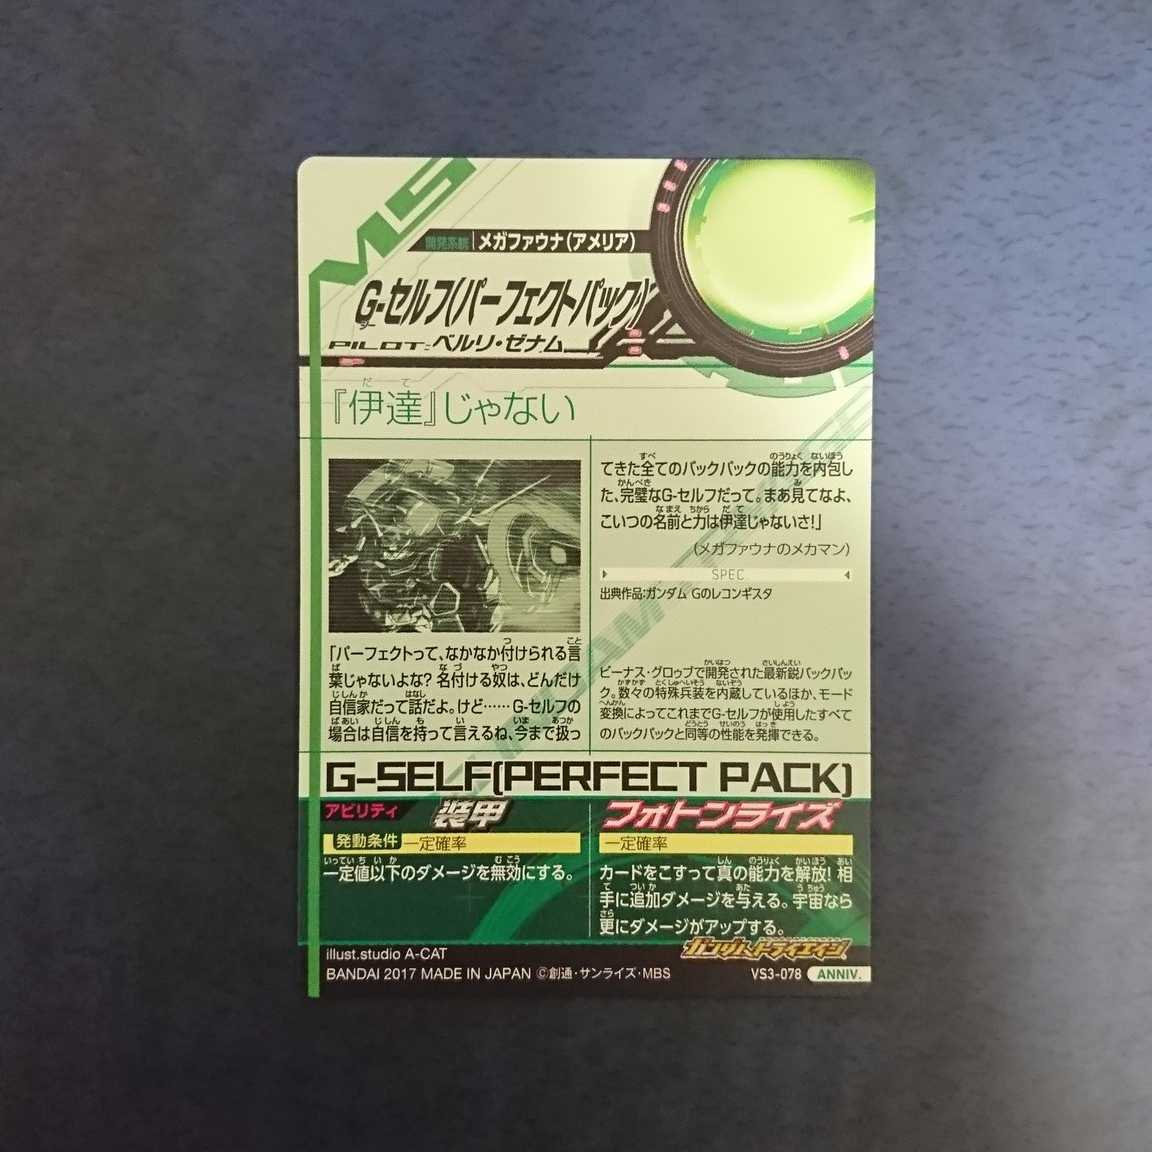 MS
開発系統 メガファウナ(アメリア)
G-セルフ(パーフェクトパック)
ジー
PILOT:ベルリ・ゼナム
だて
『伊達』じゃない
「パーフェクトって、なかなか付けられる言
葉じゃないよな? 名付ける奴は、どんだけ
自信家だって話だよ。けど…… G-セルフの
場合は自信を持って言えるね、今まで扱っ
てきた全てのバックパックの能力を内包し
た、完璧なG-セルフだって。まあ見てなよ、
こいつの名前と力は伊達じゃないさ!」
(メガファウナのメカマン)
SPEC
出典作品:ガンダム Gのレコンギスタ
ビーナス・グロゥブで開発された最新鋭バックパッ
ク。数々の特殊兵装を内蔵しているほか、モード
変換によってこれまでG-セルフが使用したすべて
のバックパックと同等の性能を発揮できる。
G-SELF(PERFECT PACK)
アビリティ 装甲
発動条件 一定確率
一定値以下のダメージを無効にする。
フォトンライズ
一定確率
カードをこすって真の能力を解放! 相
手に追加ダメージを与える。宇宙なら
更にダメージがアップする。
ガンダムトライエイジ
illust.studio A-CAT
BANDAI 2017 MADE IN JAPAN ©創通・サンライズ・MBS
VS3-078 ANNIV.